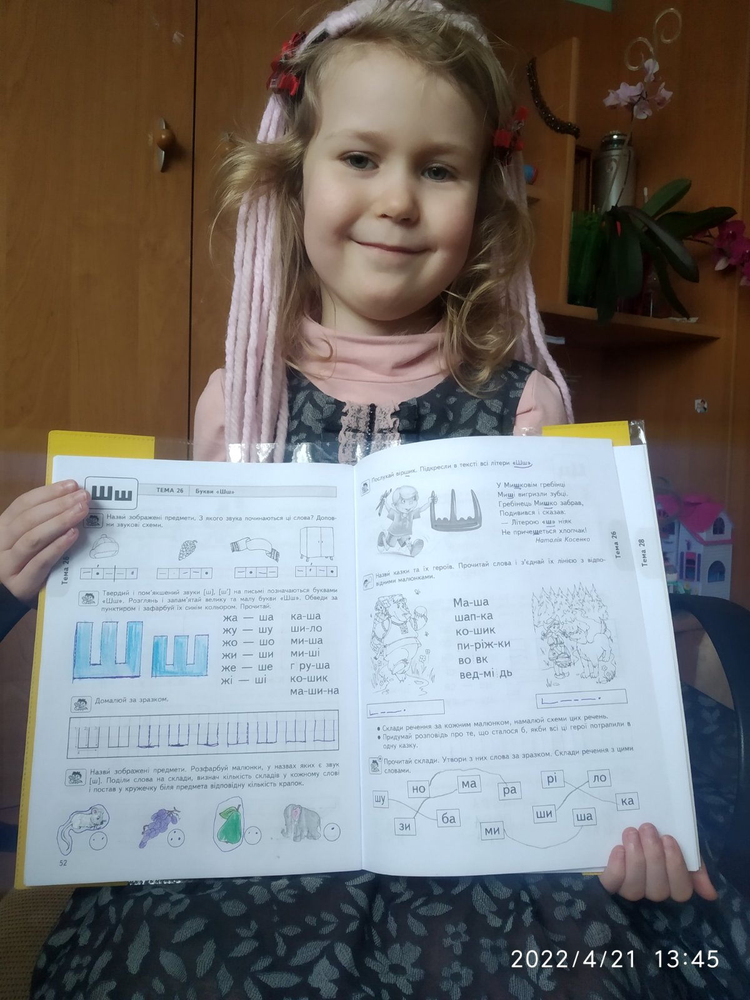 Шш
ТЕМА 26 Букви «Шш»
Назви зображені предмети. З якого звука починаються ці слова? Допов-
ни звукові схеми.
Тема 26
Твердий і пом'якшений звуки [ш], [ш'] на письмі позначаються буквами
«Шш». Розглянь і запам'ятай велику та малу букви «Шш». Обведи за
пунктиром і зафарбуй їх синім кольором. Прочитай.
Шш
жа — ша ка-ша
жу — шу ши-ло
жо — шо ми-ша
жи — ши ми-ші
же — ше г ру-ша
жі — ші ко-шик
ма-ши-на
Домалюй за зразком.
Назви зображені предмети. Розфарбуй малюнки, у назвах яких є звук
[ш]. Поділи слова на склади, визнач кількість складів у кожному слові
і постав у кружечку біля предмета відповідну кількість крапок.
52
Послухай віршик. Підкресли в тексті всі літери «Шш».
У Мишковім гребінці
Миші вигризли зубці.
Гребінець Мишко забрав,
Подивився і сказав:
— Літерою «ш» ніяк
Не причешеться хлопчак!
Наталія Косенко
Тема 26
Тема 28
Назви казки та їх героїв. Прочитай слова і з'єднай їх лінією з відпо-
відними малюнками.
Ма-ша
шап-ка
ко-шик
пи-ріж-ки
во вк
вед-мі дь
• Склади речення за кожним малюнком, намалюй схеми цих речень.
• Придумай розповідь про те, що сталося б, якби всі ці герої потрапили в
одну казку.
Прочитай склади. Утвори з них слова за зразком. Склади речення з цими
словами.
но ма ра рі ло
шу зи ба ми ши ша ка
2022/4/21 13:45